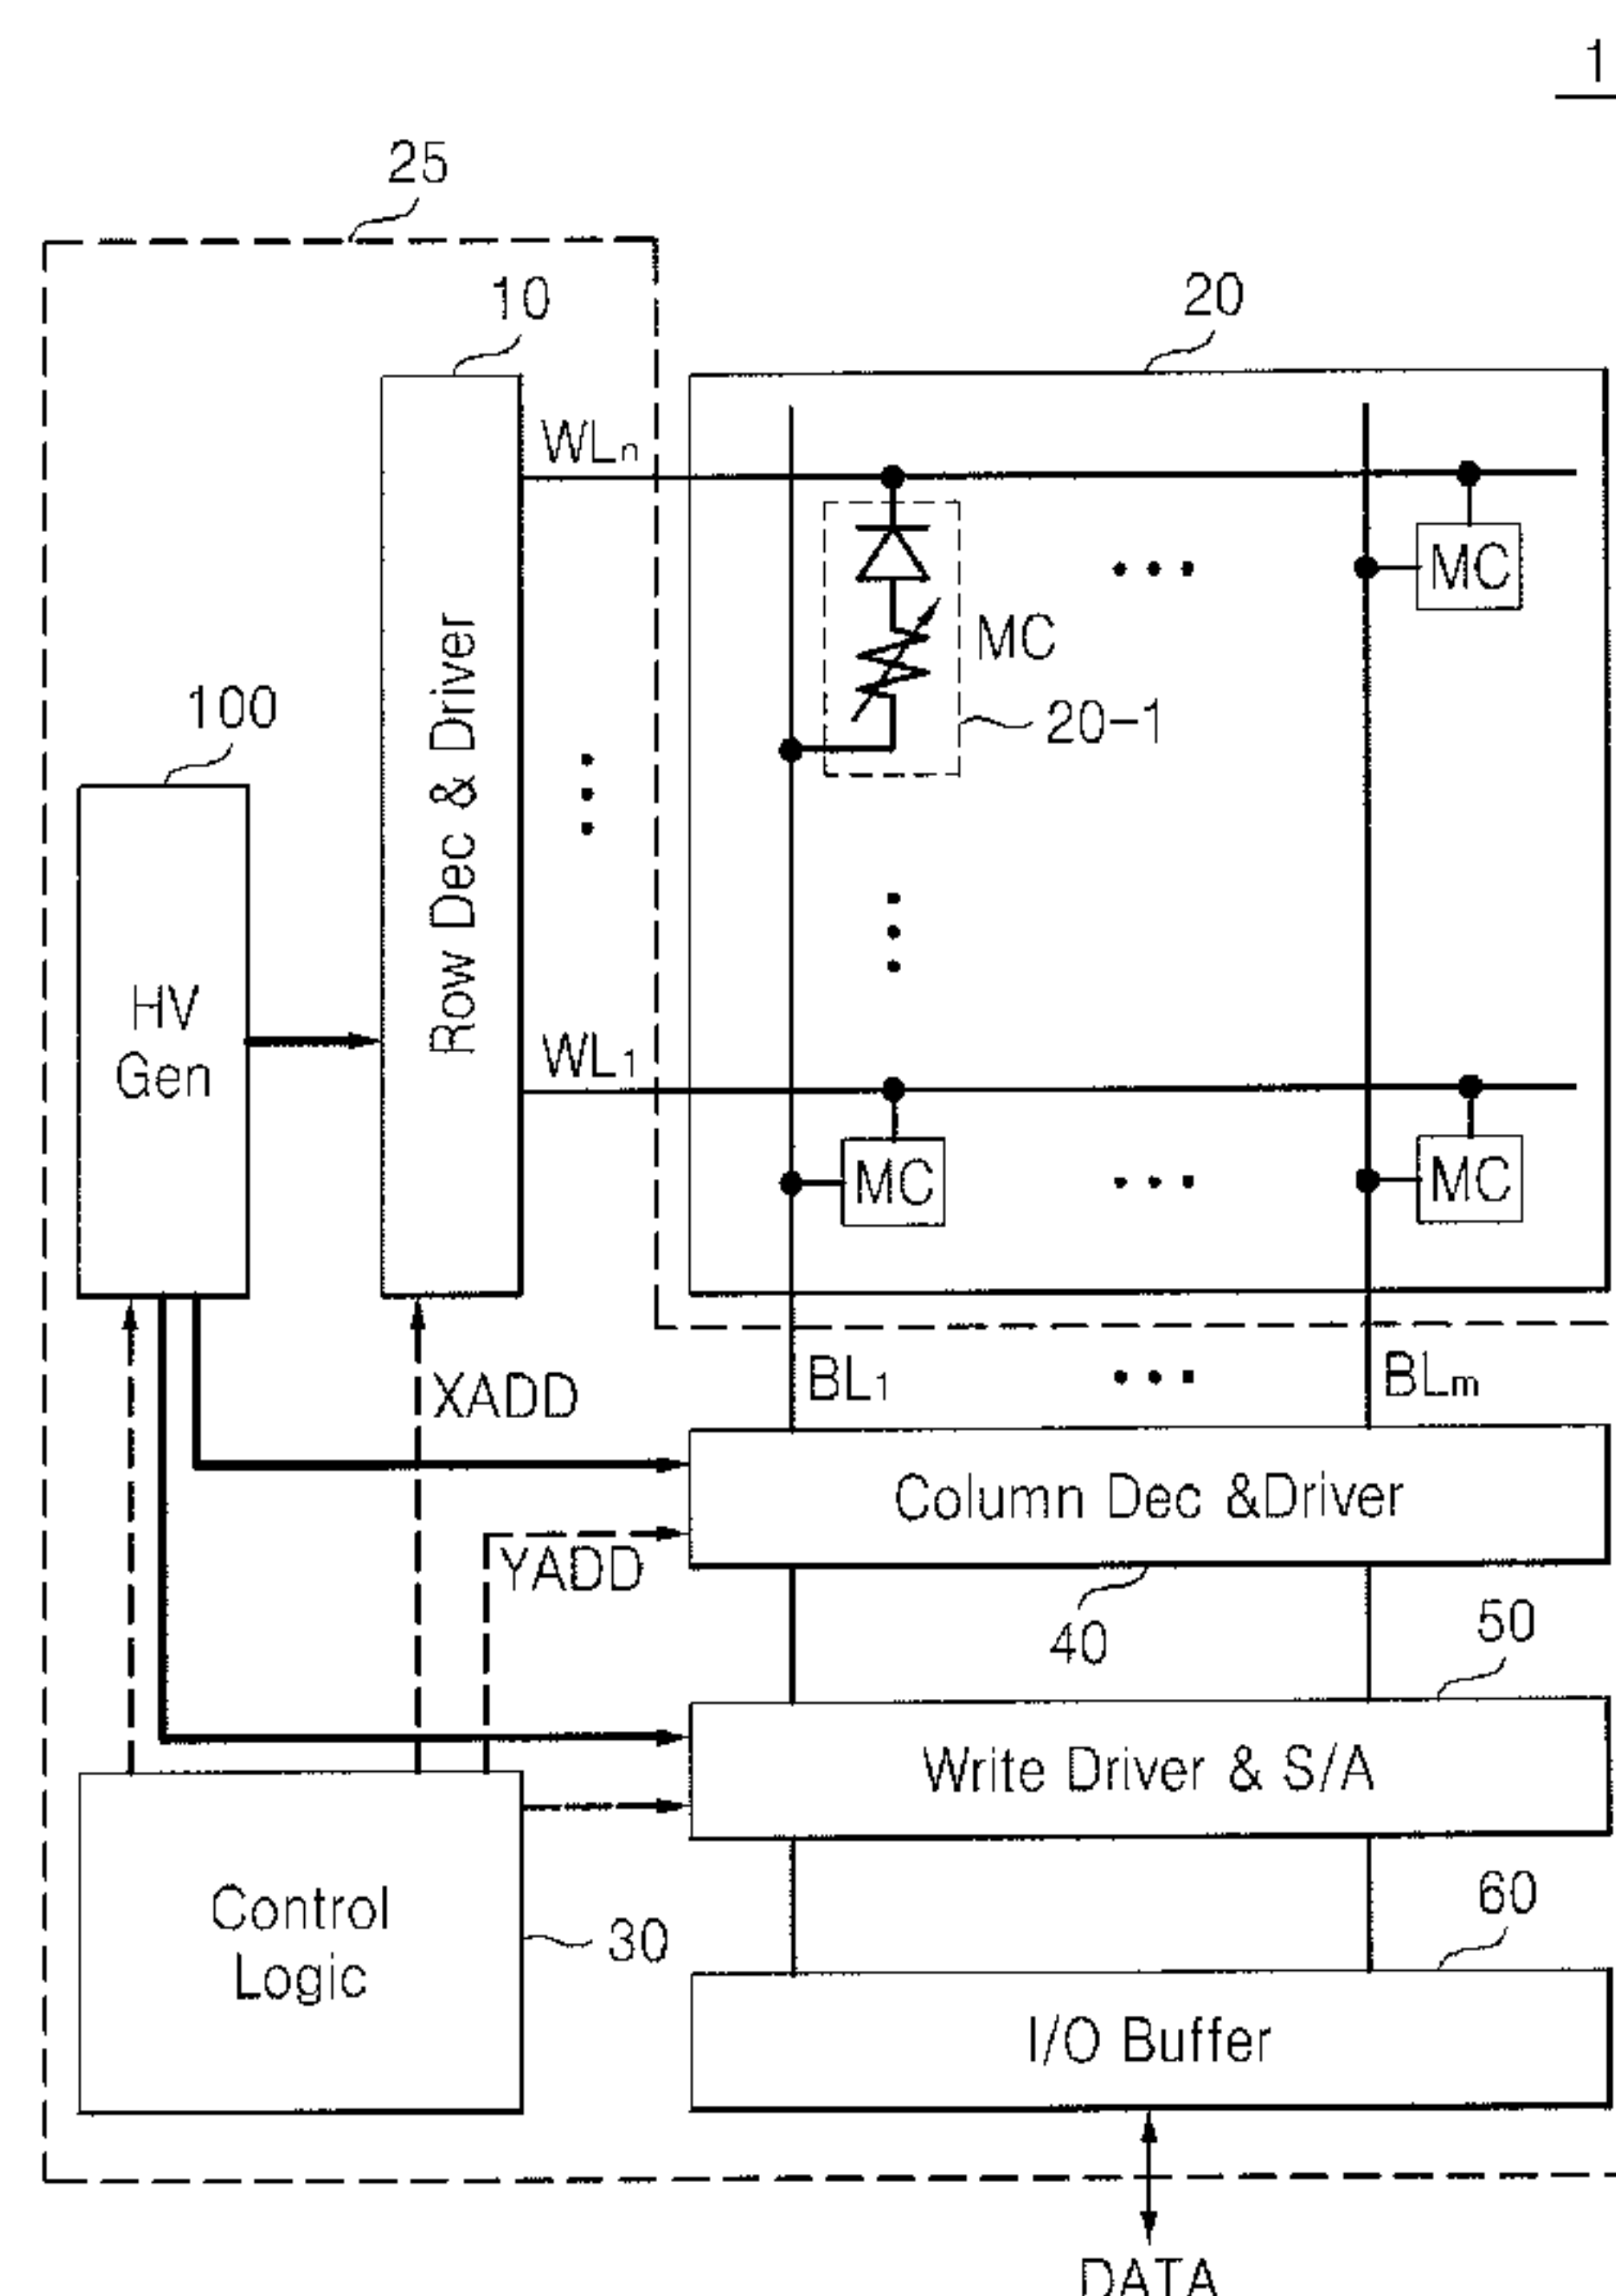 1
25
10
20
WLn
MC
MC
20-1
100
Row Dec & Driver
HV
Gen
WL1
MC
MC
XADD
BL1
BLm
Column Dec &Driver
YADD
40
50
Write Driver & S/A
Control
Logic
30
60
I/O Buffer
DATA